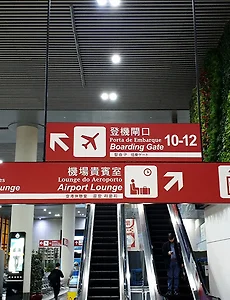 登機閘口
Porta de Embarque
Boarding Gate
10-12
機場貴賓室
Lounge do Aeroporto
Airport Lounge
ounge